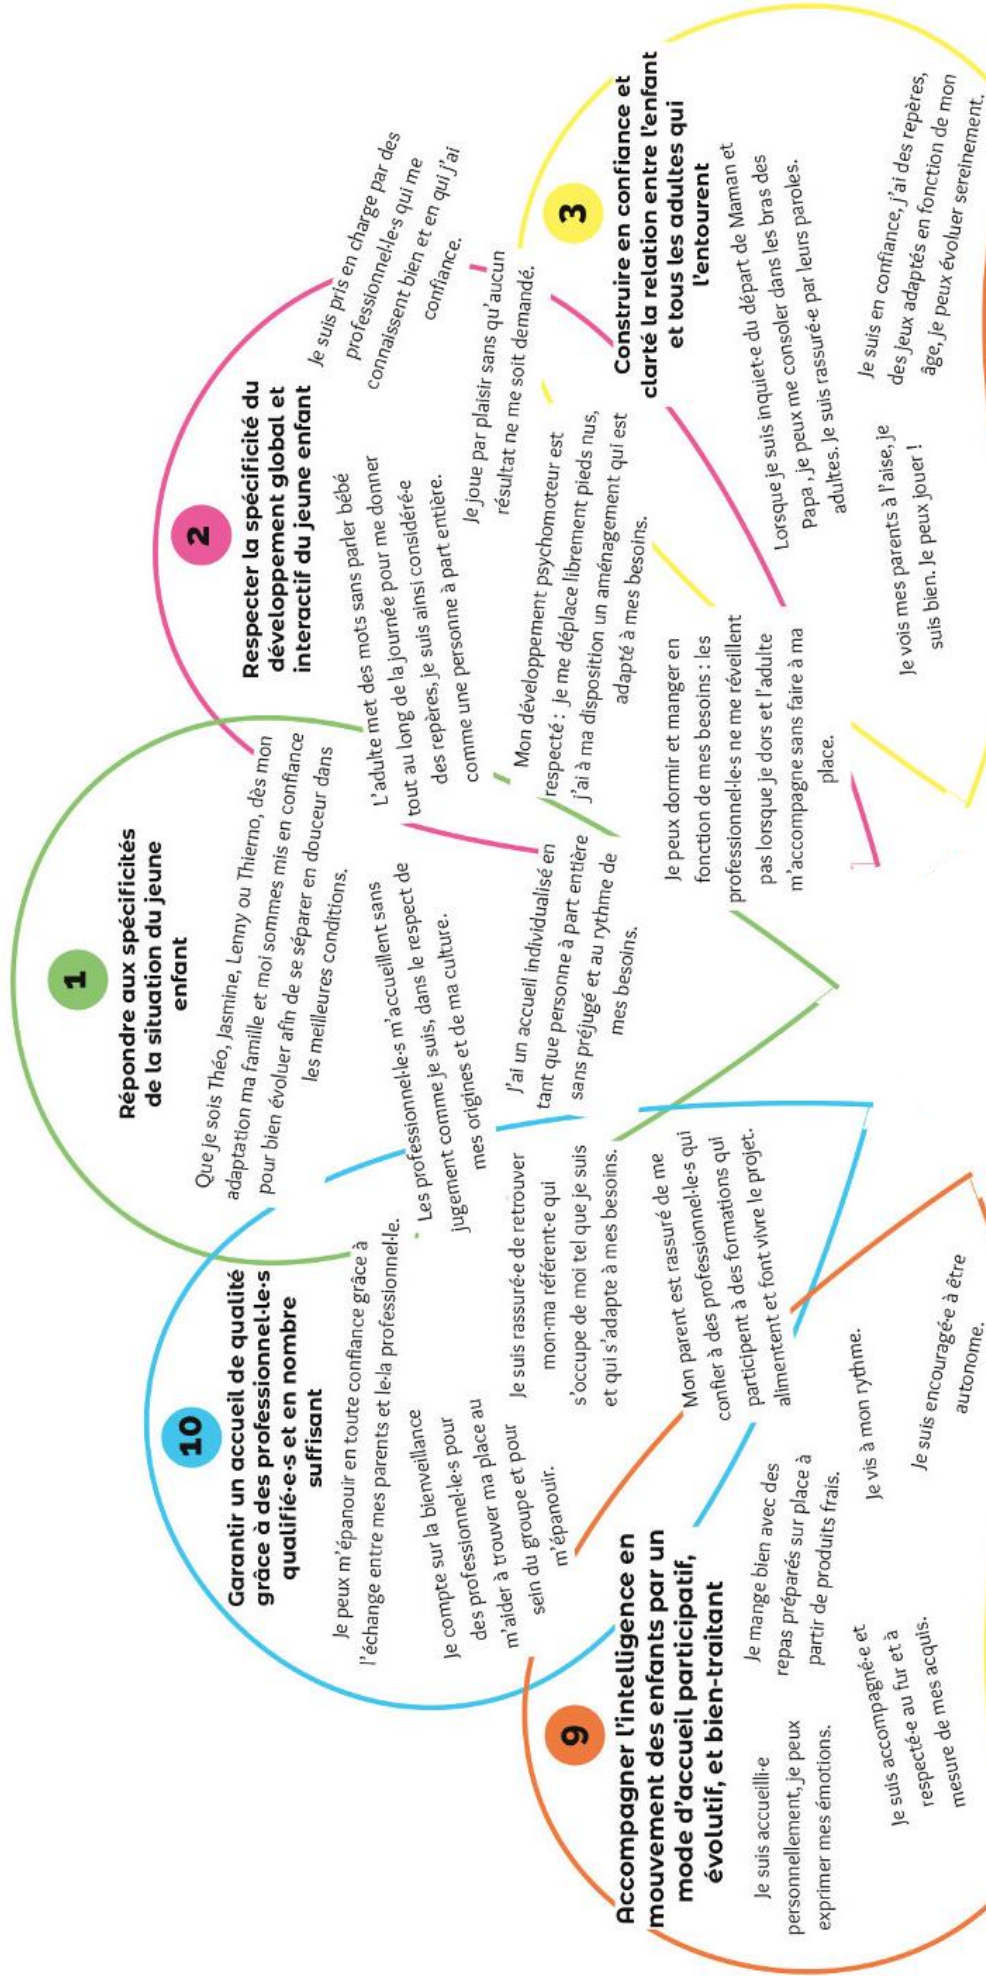 1
Répondre aux spécificités
de la situation du jeune
enfant
Que je sois Théo, Jasmine, Lenny ou Thierno, dès mon
adaptation ma famille et moi sommes mis en confiance
pour bien évoluer afin de se séparer en douceur dans
les meilleures conditions.
Les professionnel·le·s m'accueillent sans
jugement comme je suis, dans le respect de
mes origines et de ma culture.
J'ai un accueil individualisé en
tant que personne à part entière
sans préjugé et au rythme de
mes besoins.
2
Respecter la spécificité du
développement global et
interactif du jeune enfant
Je suis pris en charge par des
professionnel·le·s qui me
connaissent bien et en qui j'ai
confiance.
L'adulte met des mots sans parler bébé
tout au long de la journée pour me donner
des repères, je suis ainsi considéré·e
comme une personne à part entière.
Je joue par plaisir sans qu'aucun
résultat ne me soit demandé.
Mon développement psychomoteur est
respecté : je me déplace librement pieds nus,
j'ai à ma disposition un aménagement qui est
adapté à mes besoins.
Je peux dormir et manger en
fonction de mes besoins : les
professionnel·le·s ne me réveillent
pas lorsque je dors et l'adulte
m'accompagne sans faire à ma
place.
3
Construire en confiance et
clarté la relation entre l'enfant
et tous les adultes qui
l'entourent
Lorsque je suis inquiet·e du départ de Maman et
Papa , je peux me consoler dans les bras des
adultes. Je suis rassuré·e par leurs paroles.
Je suis en confiance, j'ai des repères,
des jeux adaptés en fonction de mon
âge, je peux évoluer sereinement.
Je vois mes parents à l'aise, je
suis bien. Je peux jouer !
10
Garantir un accueil de qualité
grâce à des professionnel·le·s
qualifié·e·s et en nombre
suffisant
Je peux m'épanouir en toute confiance grâce à
l'échange entre mes parents et le·la professionnel·le.
Je compte sur la bienveillance
des professionnel·le·s pour
m'aider à trouver ma place au
sein du groupe et pour
m'épanouir.
Je suis rassuré·e de retrouver
mon·ma référent·e qui
s'occupe de moi tel que je suis
et qui s'adapte à mes besoins.
Mon parent est rassuré de me
confier à des professionnel·le·s qui
participent à des formations qui
alimentent et font vivre le projet.
9
Accompagner l'intelligence en
mouvement des enfants par un
mode d'accueil participatif,
évolutif, et bien-traitant
Je suis accueilli·e
personnellement, je peux
exprimer mes émotions.
Je mange bien avec des
repas préparés sur place à
partir de produits frais.
Je vis à mon rythme.
Je suis accompagné·e et
respecté·e au fur et à
mesure de mes acquis.
Je suis encouragé·e à être
autonome.